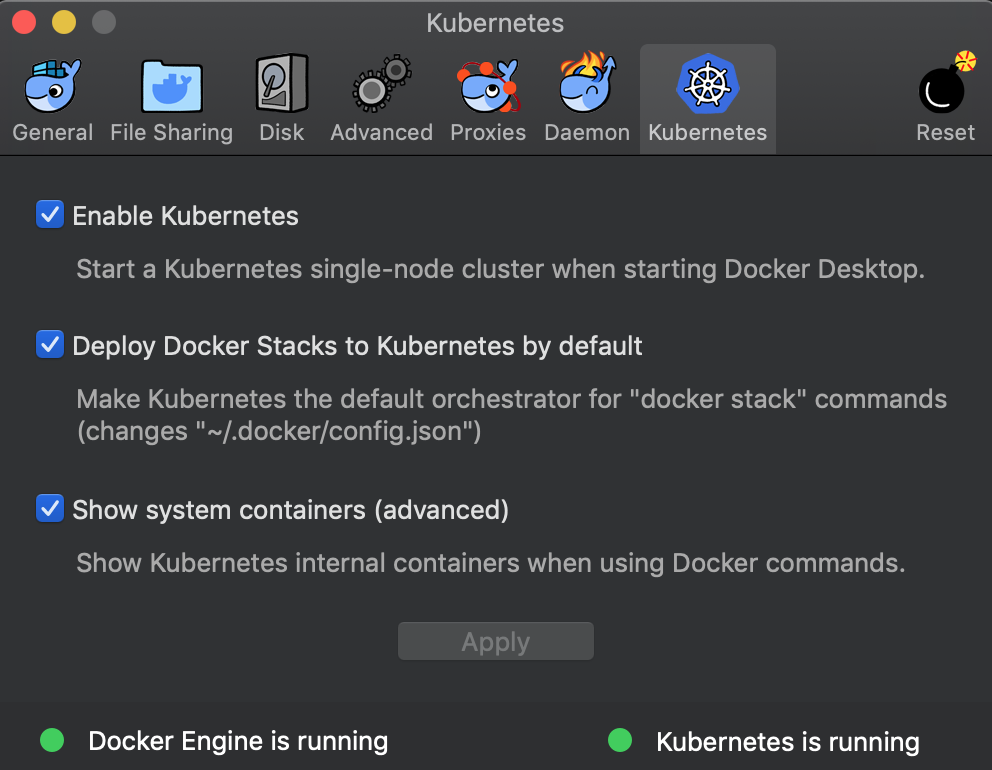 Kubernetes
General File Sharing Disk Advanced Proxies Daemon Kubernetes Reset
Enable Kubernetes
Start a Kubernetes single-node cluster when starting Docker Desktop.
Deploy Docker Stacks to Kubernetes by default
Make Kubernetes the default orchestrator for "docker stack" commands
(changes "~/.docker/config.json")
Show system containers (advanced)
Show Kubernetes internal containers when using Docker commands.
Apply
Docker Engine is running Kubernetes is running